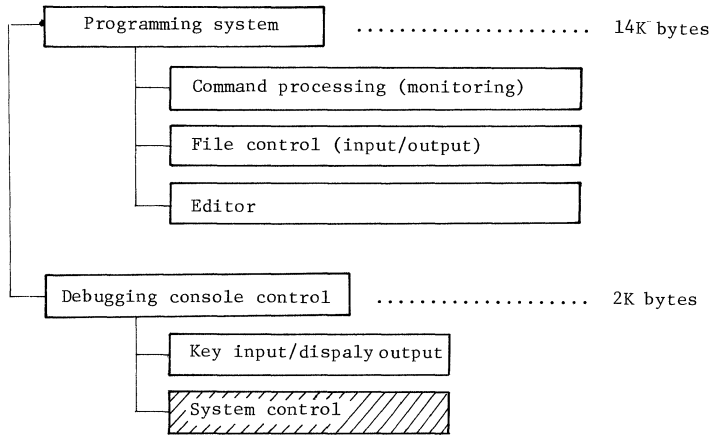 Programming system ........................ 14K bytes
Command processing (monitoring)
File control (input/output)
Editor
Debugging console control ...................... 2K bytes
Key input/dispaly output
System control